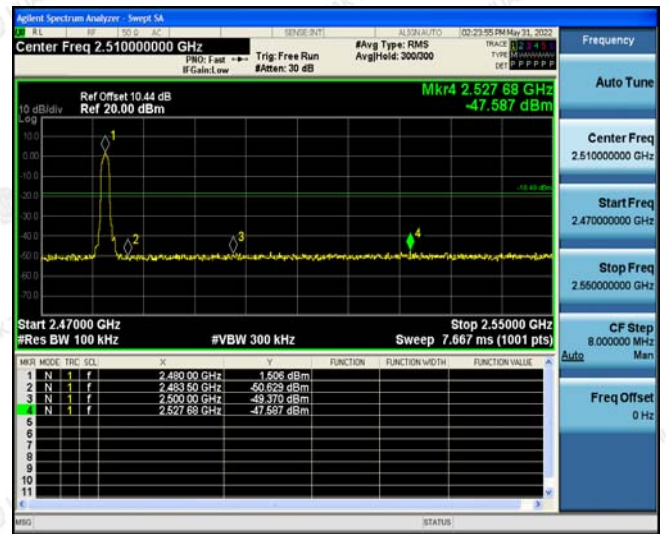 Agilent Spectrum Analyzer - Swept SA
RL RF 50 Ω AC SENSE:INT ALIGNAUTO 02:23:55 PM May 31, 2022
Center Freq 2.510000000 GHz
PNO: Fast Trig: Free Run
IFGain:Low #Atten: 30 dB
#Avg Type: RMS
Avg|Hold: 300/300
TRACE 1 2 3 4 5 6
TYPE
DET P P P P P P
Frequency
Mkr4 2.527 68 GHz
-47.587 dBm
Ref Offset 10.44 dB
10 dB/div Ref 20.00 dBm
Log
10.0
0.00
-10.0
-20.0
-30.0
-40.0
-50.0
-60.0
-70.0
1
2
3
4
-18.49 dBm
Start 2.47000 GHz Stop 2.55000 GHz
#Res BW 100 kHz #VBW 300 kHz Sweep 7.667 ms (1001 pts)
MKR MODE TRC SCL X Y FUNCTION FUNCTION WIDTH FUNCTION VALUE
1 N 1 f 2.480 00 GHz 1.506 dBm
2 N 1 f 2.483 50 GHz -50.629 dBm
3 N 1 f 2.500 00 GHz -49.370 dBm
4 N 1 f 2.527 68 GHz -47.587 dBm
5
6
7
8
9
10
11
MSG STATUS
Auto Tune
Center Freq
2.510000000 GHz
Start Freq
2.470000000 GHz
Stop Freq
2.550000000 GHz
CF Step
8.000000 MHz
Auto Man
Freq Offset
0 Hz